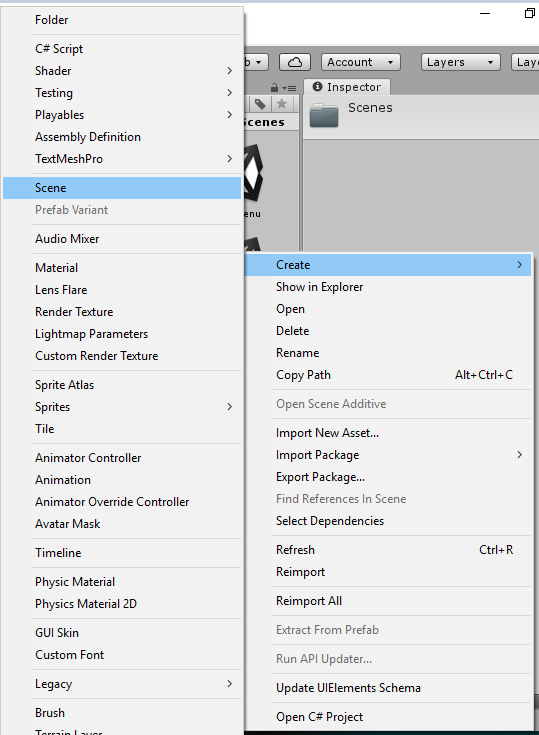 Folder
C# Script
Shader
Testing
Playables
Assembly Definition
TextMeshPro
Scene
Prefab Variant
Audio Mixer
Material
Lens Flare
Render Texture
Lightmap Parameters
Custom Render Texture
Sprite Atlas
Sprites
Tile
Animator Controller
Animation
Animator Override Controller
Avatar Mask
Timeline
Physic Material
Physics Material 2D
GUI Skin
Custom Font
Legacy
Brush
Terrain Layer
b Account Layers Lay
Inspector
Scenes
Scenes
enu
Create
Show in Explorer
Open
Delete
Rename
Copy Path Alt+Ctrl+C
Open Scene Additive
Import New Asset...
Import Package
Export Package...
Find References In Scene
Select Dependencies
Refresh Ctrl+R
Reimport
Reimport All
Extract From Prefab
Run API Updater...
Update UIElements Schema
Open C# Project